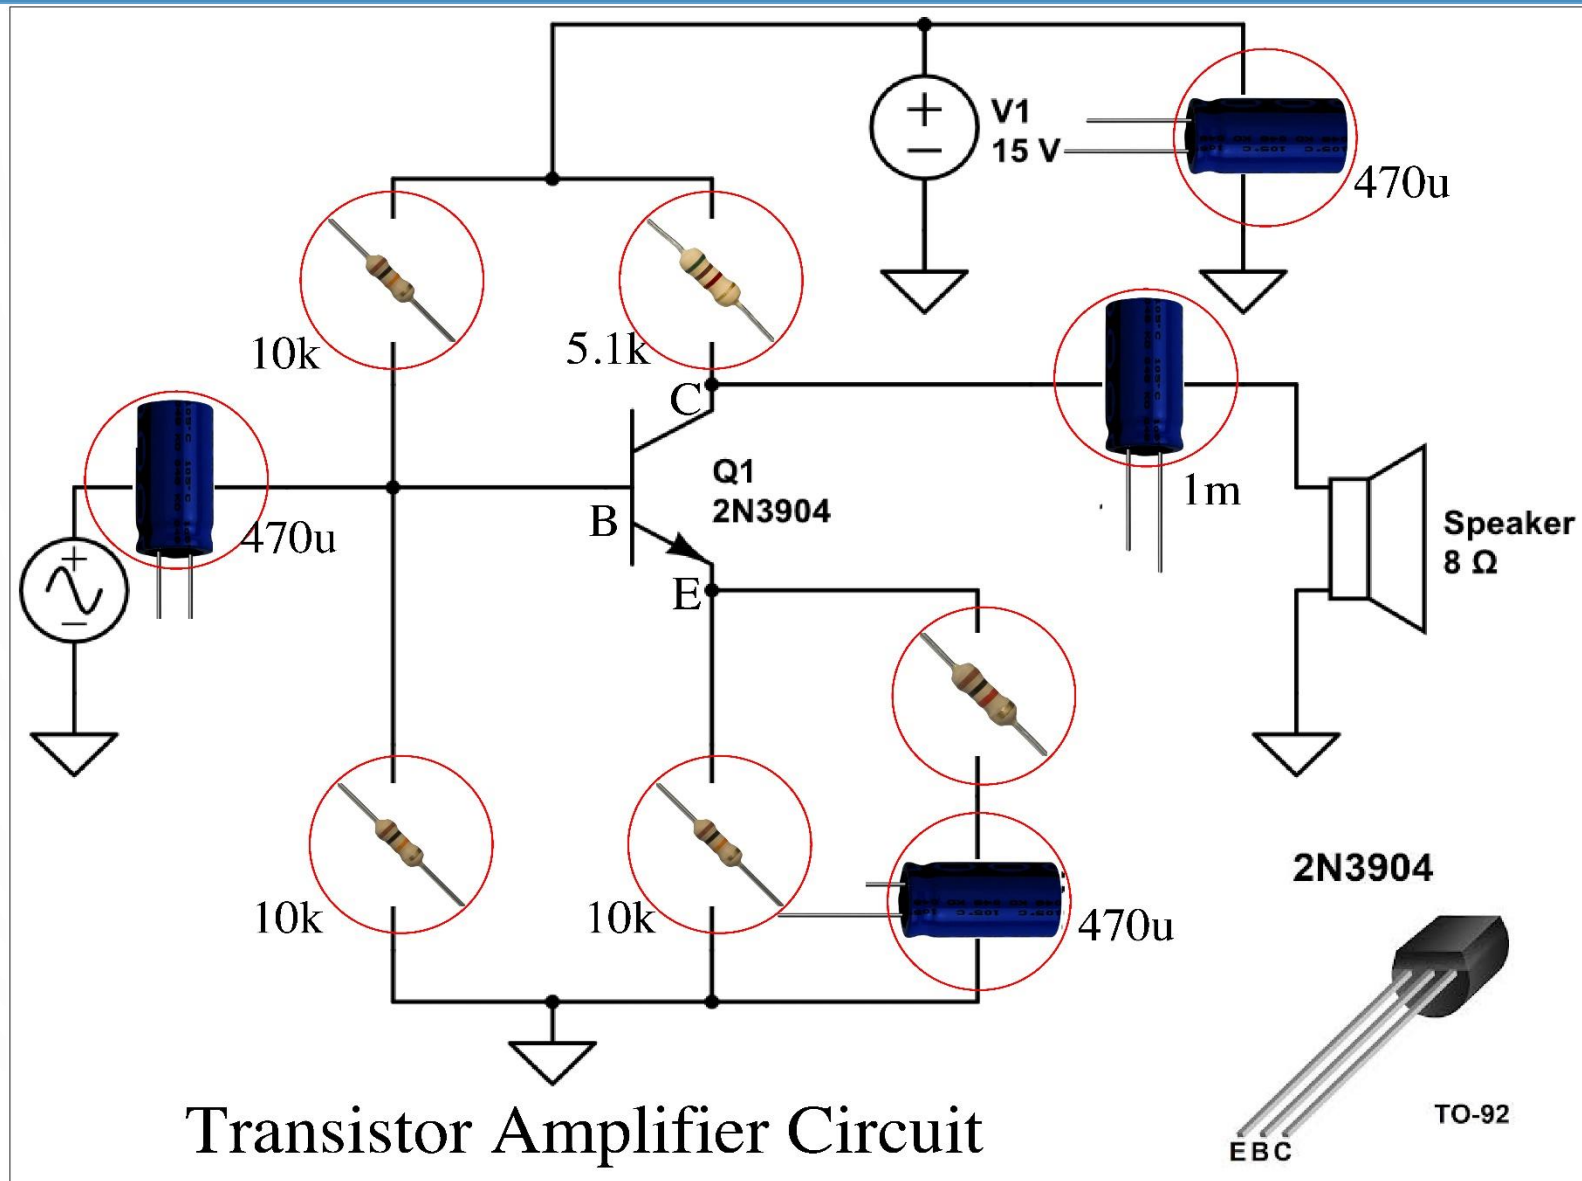 V1
15 V
470u
10k
5.1k
C
1m
Q1
2N3904
B
470u
E
Speaker
8 Ω
10k
10k
470u
2N3904
Transistor Amplifier Circuit
TO-92
EBC